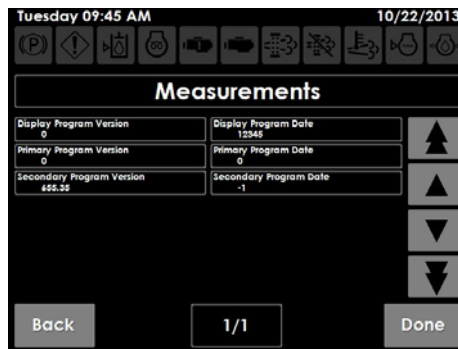 Tuesday 09:45 AM 10/22/2013
(P)
Measurements
Display Program Version Display Program Date
0 12345
Primary Program Version Primary Program Date
0 0
Secondary Program Version Secondary Program Date
655.35 -1
Back 1/1 Done